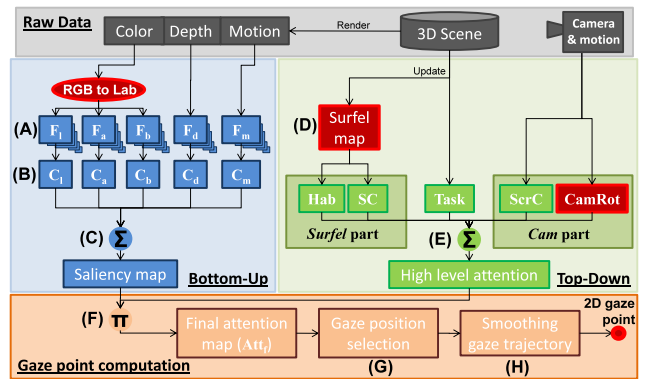 Raw Data
Color
Depth
Motion
Render
3D Scene
Camera
& motion
RGB to Lab
Update
(A)
F_l
F_a
F_b
F_d
F_m
(D)
Surfel
map
(B)
C_l
C_a
C_b
C_d
C_m
Hab
SC
Task
ScrC
CamRot
(C)
Σ
Surfel part
(E)
Σ
Cam part
Saliency map
Bottom-Up
High level attention
Top-Down
(F)
π
Final attention
map (Att_f)
Gaze position
selection
(G)
Smoothing
gaze trajectory
(H)
2D gaze
point
Gaze point computation